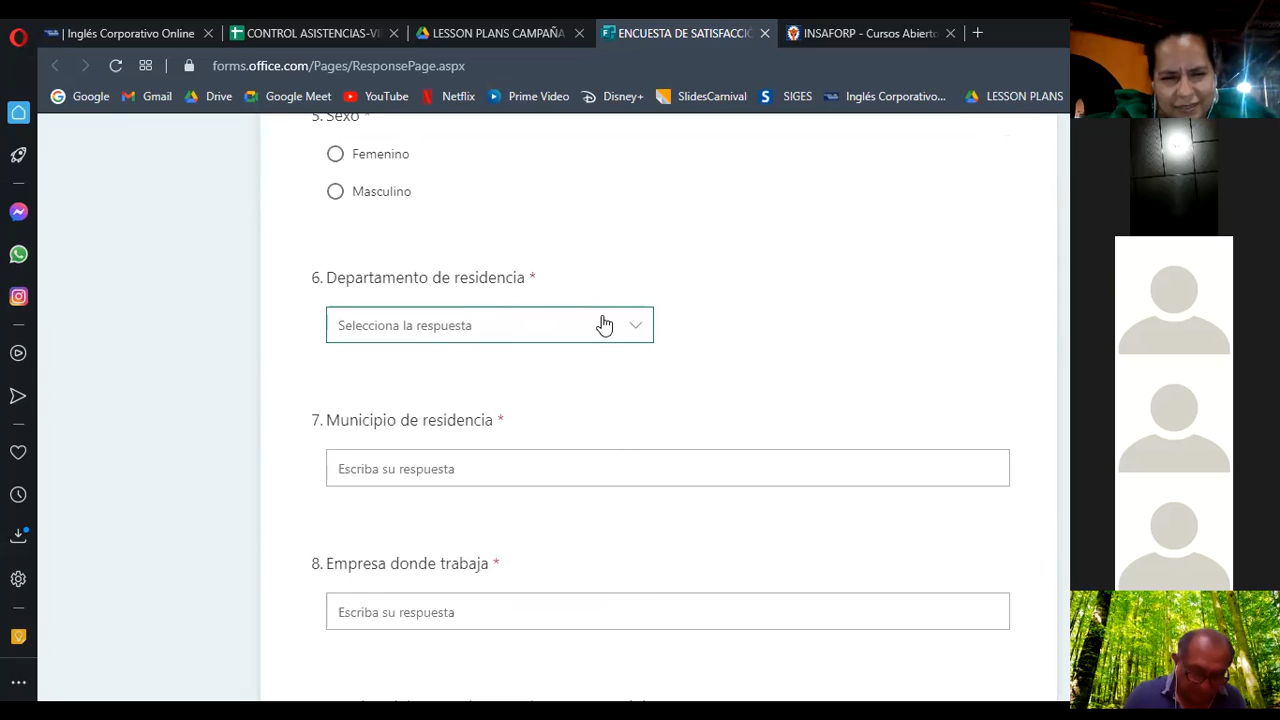 | Inglés Corporativo Online
CONTROL ASISTENCIAS-VI
LESSON PLANS CAMPAÑA
ENCUESTA DE SATISFACCI
INSAFORP - Cursos Abierto
forms.office.com/Pages/ResponsePage.aspx
Google
Gmail
Drive
Google Meet
YouTube
Netflix
Prime Video
Disney+
SlidesCarnival
SIGES
Inglés Corporativo...
LESSON PLANS
5. Sexo *
Femenino
Masculino
6. Departamento de residencia *
Selecciona la respuesta
7. Municipio de residencia *
Escriba su respuesta
8. Empresa donde trabaja *
Escriba su respuesta